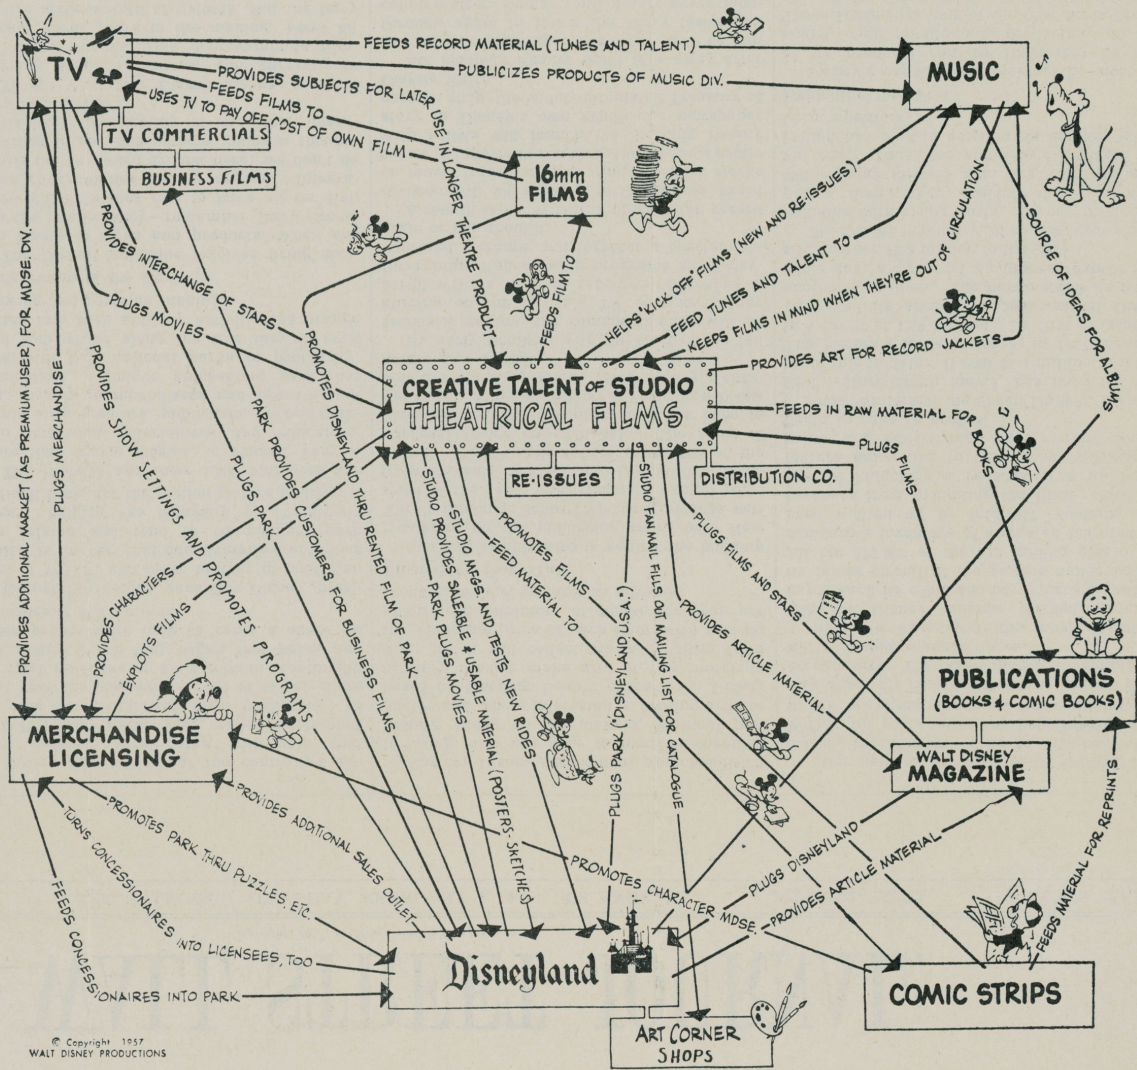 TV
FEEDS RECORD MATERIAL (TUNES AND TALENT)
PUBLICIZES PRODUCTS OF MUSIC DIV.
MUSIC
PROVIDES SUBJECTS FOR LATER USE IN LONGER THEATRE PRODUCT
FEEDS FILMS TO
USES TV TO PAY OFF COST OF OWN FILM
TV COMMERCIALS
BUSINESS FILMS
16mm
FILMS
PROVIDES INTERCHANGE OF STARS
PLUGS MOVIES
FEEDS FILM TO
HELPS "KICK OFF" FILMS (NEW AND RE-ISSUES)
FEED TUNES AND TALENT TO
KEEPS FILMS IN MIND WHEN THEY'RE OUT OF CIRCULATION
PROVIDES ART FOR RECORD JACKETS
SOURCE OF IDEAS FOR ALBUMS
CREATIVE TALENT OF STUDIO
THEATRICAL FILMS
RE-ISSUES
DISTRIBUTION CO.
FEEDS IN RAW MATERIAL FOR BOOKS
PLUGS FILMS
PROVIDES ADDITIONAL MARKET (AS PREMIUM USER) FOR MDSE. DIV.
PLUGS MERCHANDISE
PROVIDES SHOW SETTINGS AND PROMOTES PROGRAMS
PLUGS PARK
PARK PROVIDES CUSTOMERS FOR BUSINESS FILMS
PROMOTES DISNEYLAND THRU RENTED FILM OF PARK
PROVIDES CHARACTERS
EXPLOITS FILMS
PARK PLUGS MOVIES
STUDIO PROVIDES SALEABLE & USABLE MATERIAL (POSTERS - SKETCHES)
STUDIO MFGS. AND TESTS NEW RIDES
FEED MATERIAL TO
PROMOTES FILMS
PLUGS PARK ("DISNEYLAND U.S.A.")
STUDIO FAN MAIL FILLS OUT MAILING LIST FOR CATALOGUE
PROVIDES ARTICLE MATERIAL
PLUGS FILMS AND STARS
PUBLICATIONS
(BOOKS & COMIC BOOKS)
WALT DISNEY
MAGAZINE
MERCHANDISE
LICENSING
PROVIDES ADDITIONAL SALES OUTLET
PROMOTES PARK THRU PUZZLES, ETC.
TURNS CONCESSIONAIRES INTO LICENSEES, TOO
FEEDS CONCESSIONAIRES INTO PARK
PROMOTES CHARACTER MDSE.
PLUGS DISNEYLAND
PROVIDES ARTICLE MATERIAL
FEEDS MATERIAL FOR REPRINTS
Disneyland
COMIC STRIPS
ART CORNER
SHOPS
© Copyright 1957
WALT DISNEY PRODUCTIONS